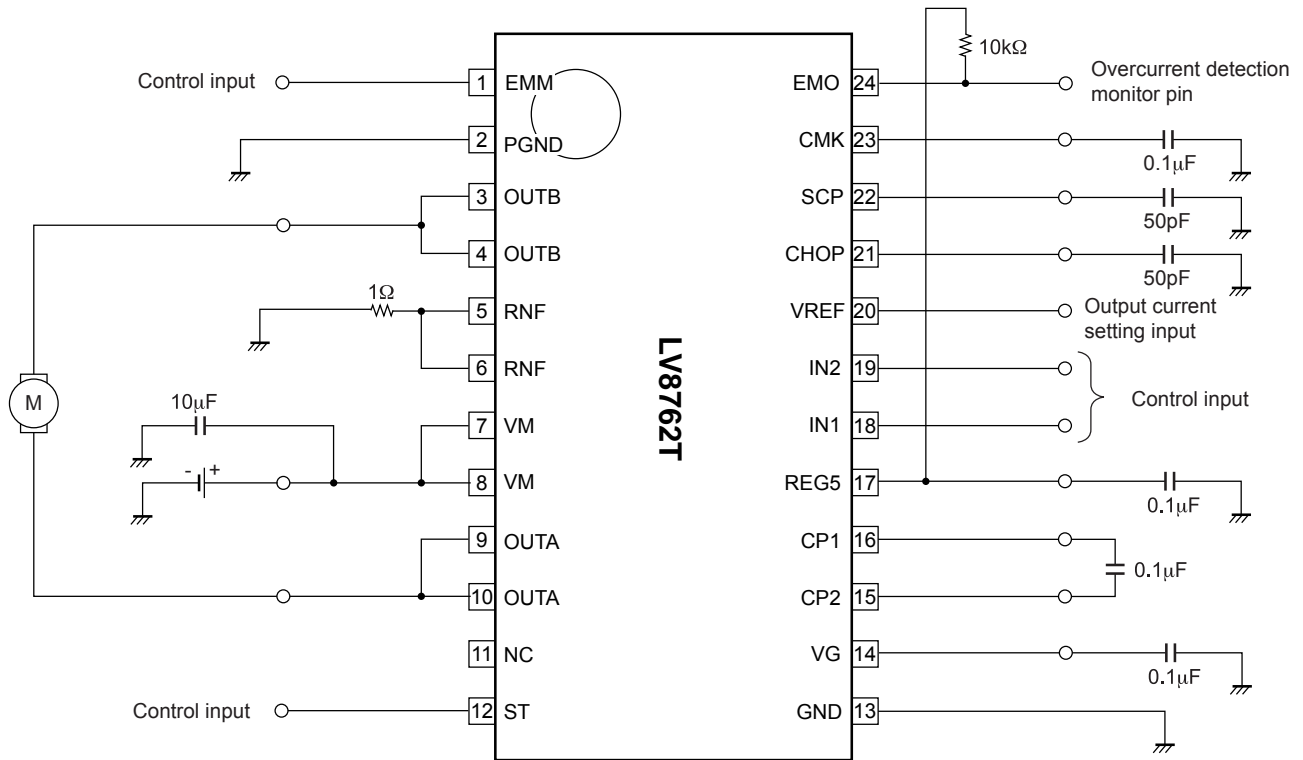 10kΩ
Control input
1 EMM
EMO 24
Overcurrent detection
monitor pin
2 PGND
CMK 23
0.1μF
3 OUTB
SCP 22
50pF
4 OUTB
CHOP 21
50pF
1Ω
5 RNF
VREF 20
Output current
setting input
6 RNF
IN2 19
LV8762T
M
Control input
10μF
7 VM
IN1 18
- +
8 VM
REG5 17
0.1μF
9 OUTA
CP1 16
0.1μF
10 OUTA
CP2 15
11 NC
VG 14
0.1μF
Control input
12 ST
GND 13